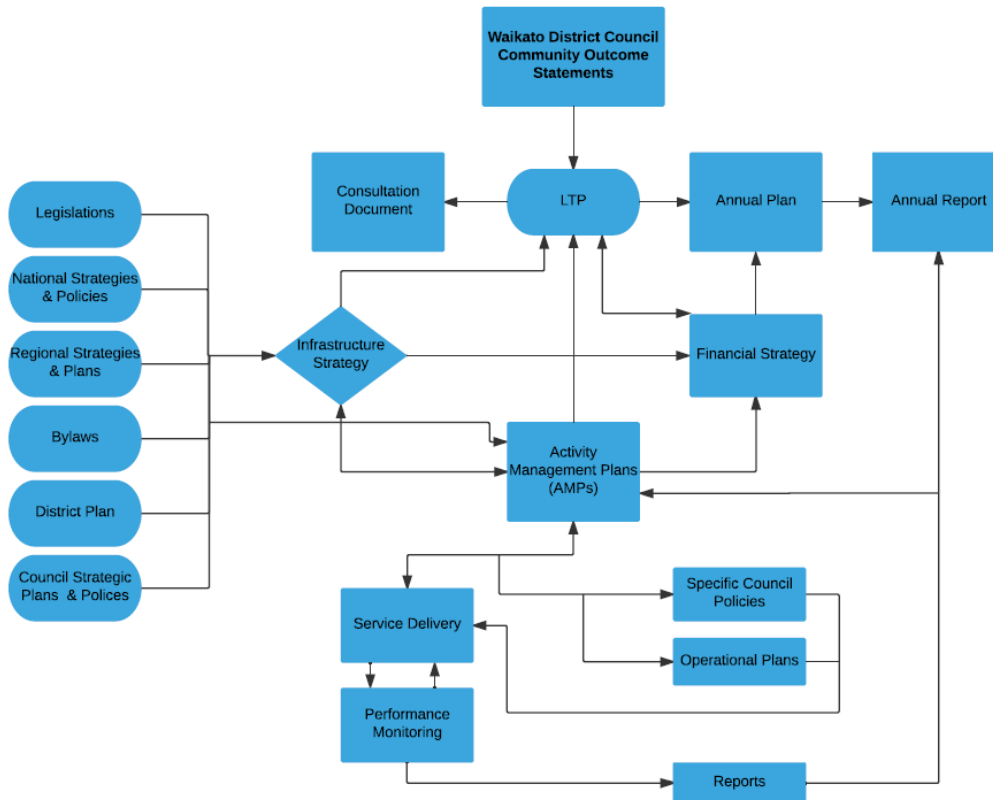 Waikato District Council
Community Outcome
Statements
Consultation
Document
LTP
Annual Plan
Annual Report
Legislations
National Strategies
& Policies
Regional Strategies
& Plans
Bylaws
District Plan
Council Strategic
Plans & Polices
Infrastructure
Strategy
Financial Strategy
Activity
Management Plans
(AMPs)
Service Delivery
Specific Council
Policies
Operational Plans
Performance
Monitoring
Reports